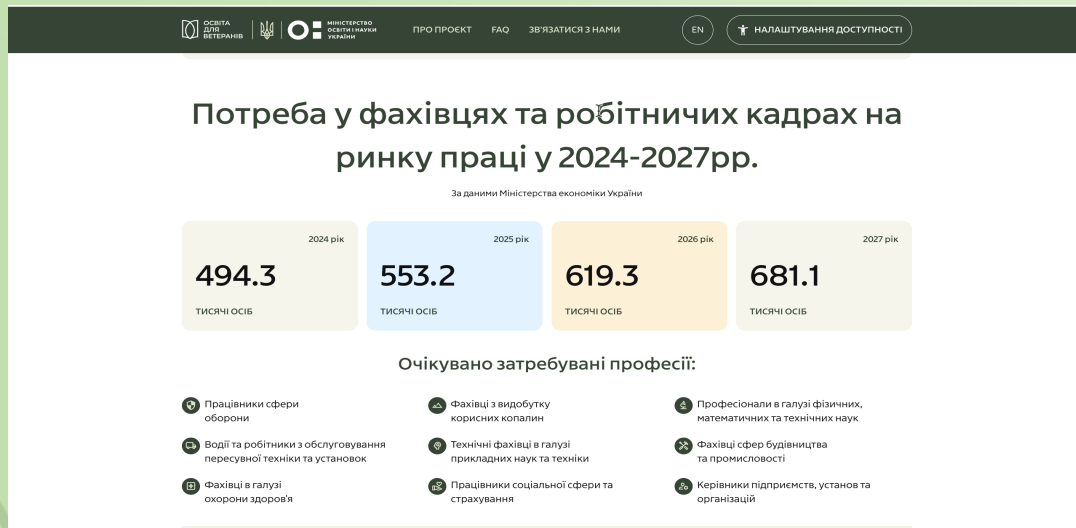 ОСВІТА
ДЛЯ
ВЕТЕРАНІВ
МІНІСТЕРСТВО
ОСВІТИ І НАУКИ
УКРАЇНИ
ПРО ПРОЄКТ
FAQ
ЗВ'ЯЗАТИСЯ З НАМИ
EN
НАЛАШТУВАННЯ ДОСТУПНОСТІ
Потреба у фахівцях та робітничих кадрах на
ринку праці у 2024-2027рр.
За даними Міністерства економіки України
2024 рік
494.3
ТИСЯЧІ ОСІБ
2025 рік
553.2
ТИСЯЧІ ОСІБ
2026 рік
619.3
ТИСЯЧІ ОСІБ
2027 рік
681.1
ТИСЯЧІ ОСІБ
Очікувано затребувані професії:
Працівники сфери
оборони
Фахівці з видобутку
корисних копалин
Професіонали в галузі фізичних,
математичних та технічних наук
Водії та робітники з обслуговування
пересувної техніки та установок
Технічні фахівці в галузі
прикладних наук та техніки
Фахівці сфер будівництва
та промисловості
Фахівці в галузі
охорони здоров'я
Працівники соціальної сфери та
страхування
Керівники підприємств, установ та
організацій